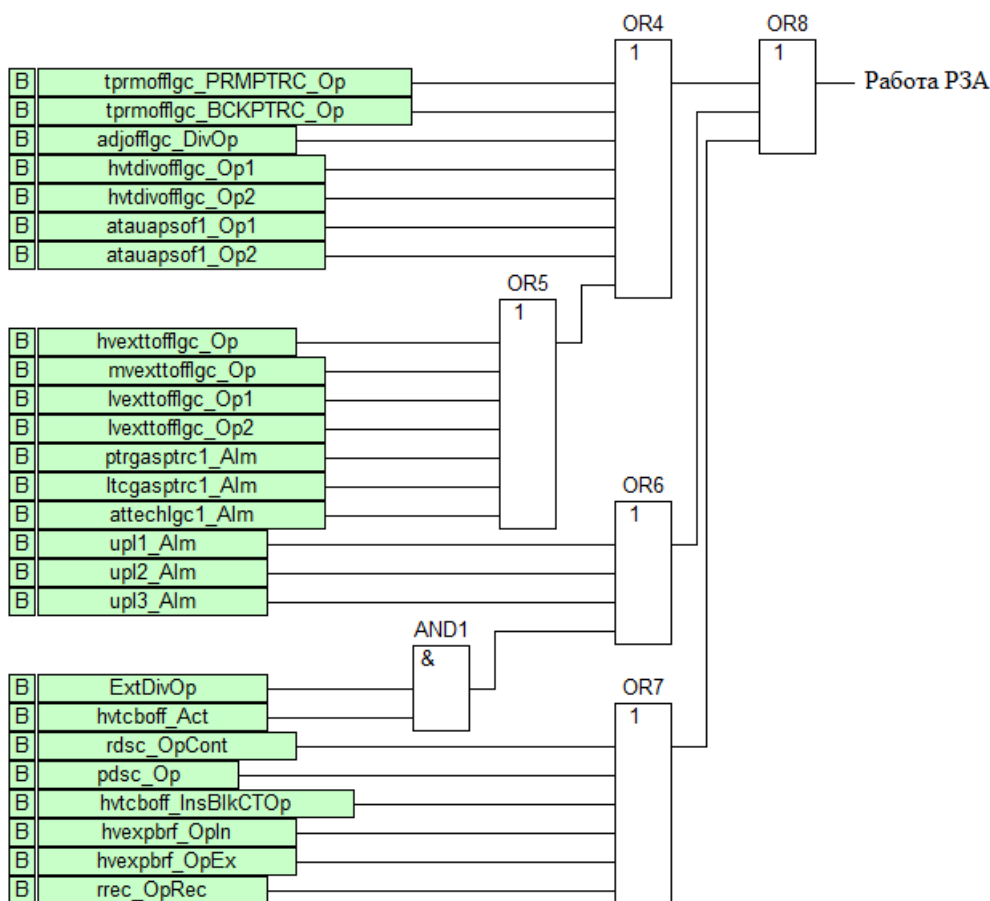 OR4
OR8
1
1
B tprmofflgc_PRMPTRC_Op
Работа РЗА
B tprmofflgc_BCKPTRC_Op
B adjofflgc_DivOp
B hvtdivofflgc_Op1
B hvtdivofflgc_Op2
B atauapsof1_Op1
B atauapsof1_Op2
OR5
1
B hvexttofflgc_Op
B mvexttofflgc_Op
B lvexttofflgc_Op1
B lvexttofflgc_Op2
B ptrgasptrc1_Alm
B ltcgasptrc1_Alm
OR6
B attechlgc1_Alm
1
B upl1_Alm
B upl2_Alm
B upl3_Alm
AND1
&
B ExtDivOp
OR7
B hvtcboff_Act
1
B rdsc_OpCont
B pdsc_Op
B hvtcboff_InsBlkCTOp
B hvexpbrf_OpIn
B hvexpbrf_OpEx
B rrec_OpRec